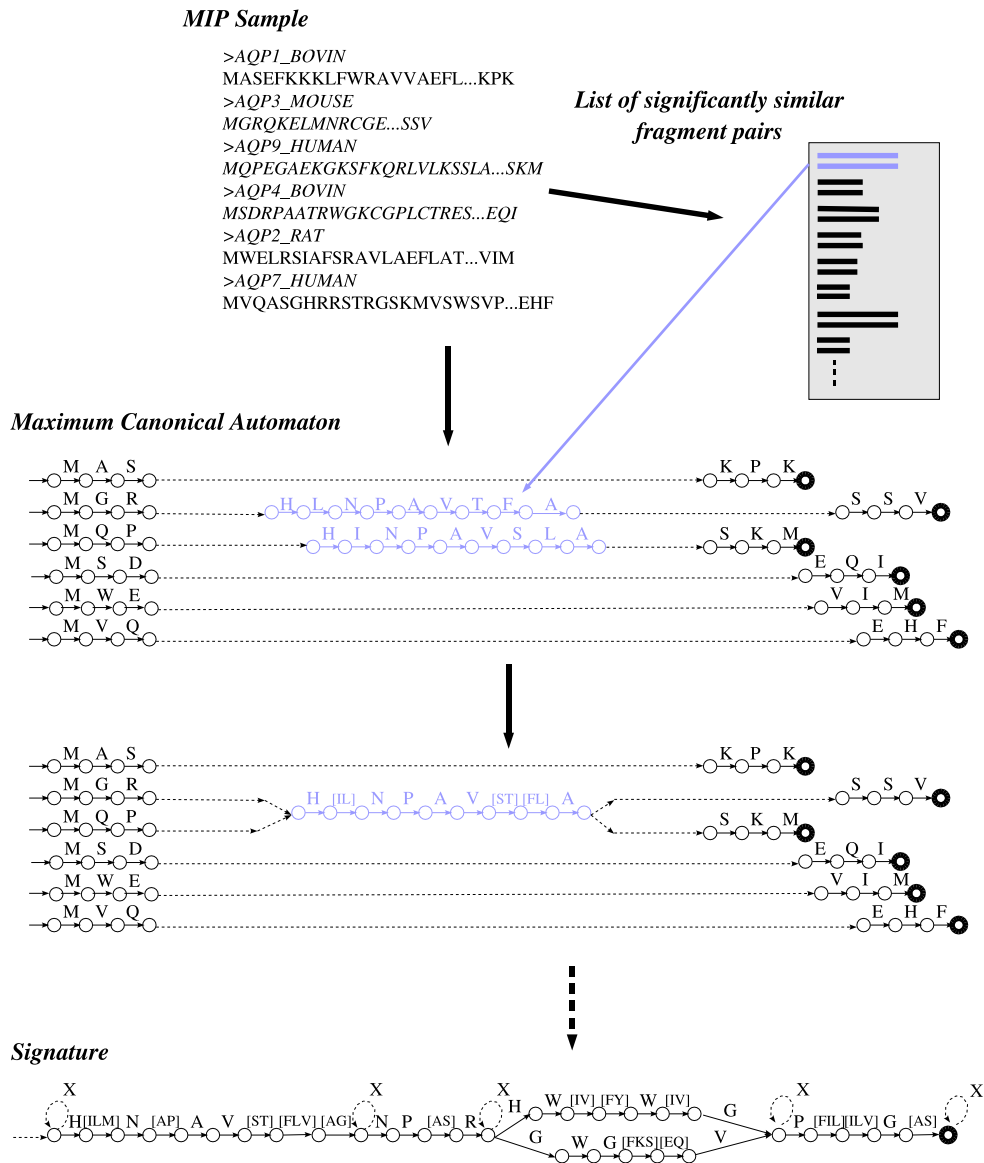 MIP Sample
>AQP1_BOVIN
MASEFKKKLFWRAVVAEFL...KPK
>AQP3_MOUSE
MGRQKELMNRCGE...SSV
>AQP9_HUMAN
MQPEGAEKGKSFKQRLVLKSSLA...SKM
>AQP4_BOVIN
MSDRPAATRWGKCGPLCTRES...EQI
>AQP2_RAT
MWELRSIAFSRAVLAEFLAT...VIM
>AQP7_HUMAN
MVQASGHRRSTRGSKMVSWSVP...EHF
List of significantly similar
fragment pairs
Maximum Canonical Automaton
M A S K P K
M G R H L N P A V T F A S S V
M Q P H I N P A V S L A S K M
M S D E Q I
M W E V I M
M V Q E H F
M A S K P K
M G R S S V
H [IL] N P A V [ST] [FL] A
M Q P S K M
M S D E Q I
M W E V I M
M V Q E H F
Signature
X X X X X
H W [IV] [FY] W [IV] G
H [ILM] N [AP] A V [ST] [FLV] [AG] N P [AS] R P [FIL] [ILV] G [AS]
G W G [FKS] [EQ] V